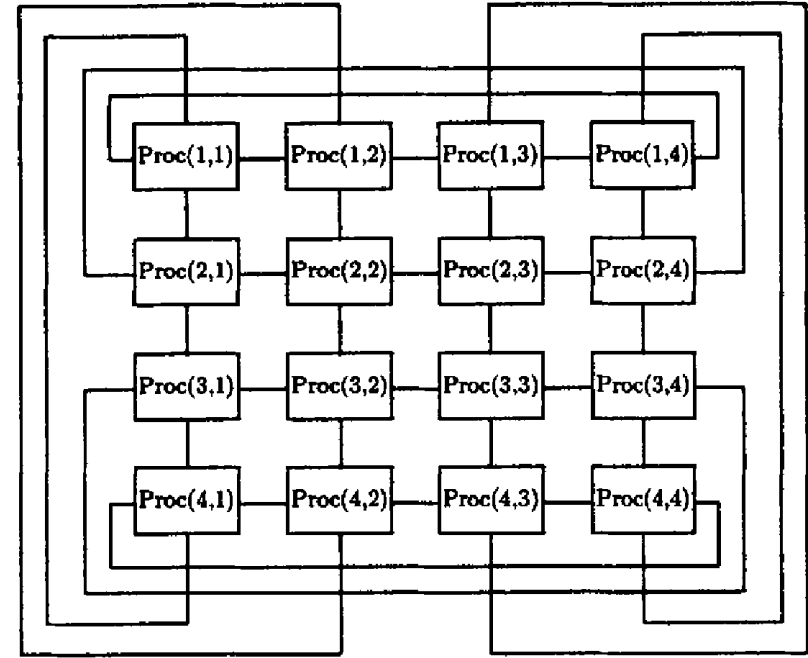 Proc(1,1) Proc(1,2) Proc(1,3) Proc(1,4)
Proc(2,1) Proc(2,2) Proc(2,3) Proc(2,4)
Proc(3,1) Proc(3,2) Proc(3,3) Proc(3,4)
Proc(4,1) Proc(4,2) Proc(4,3) Proc(4,4)